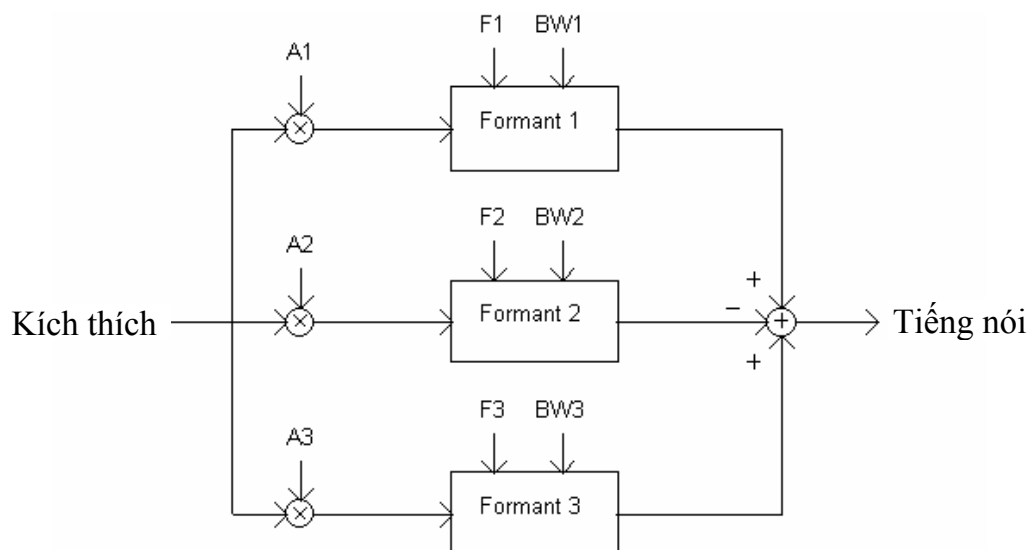 F1 BW1
A1
Formant 1
F2 BW2
A2
+
Kích thích
Formant 2
−
+
Tiếng nói
+
F3 BW3
A3
Formant 3